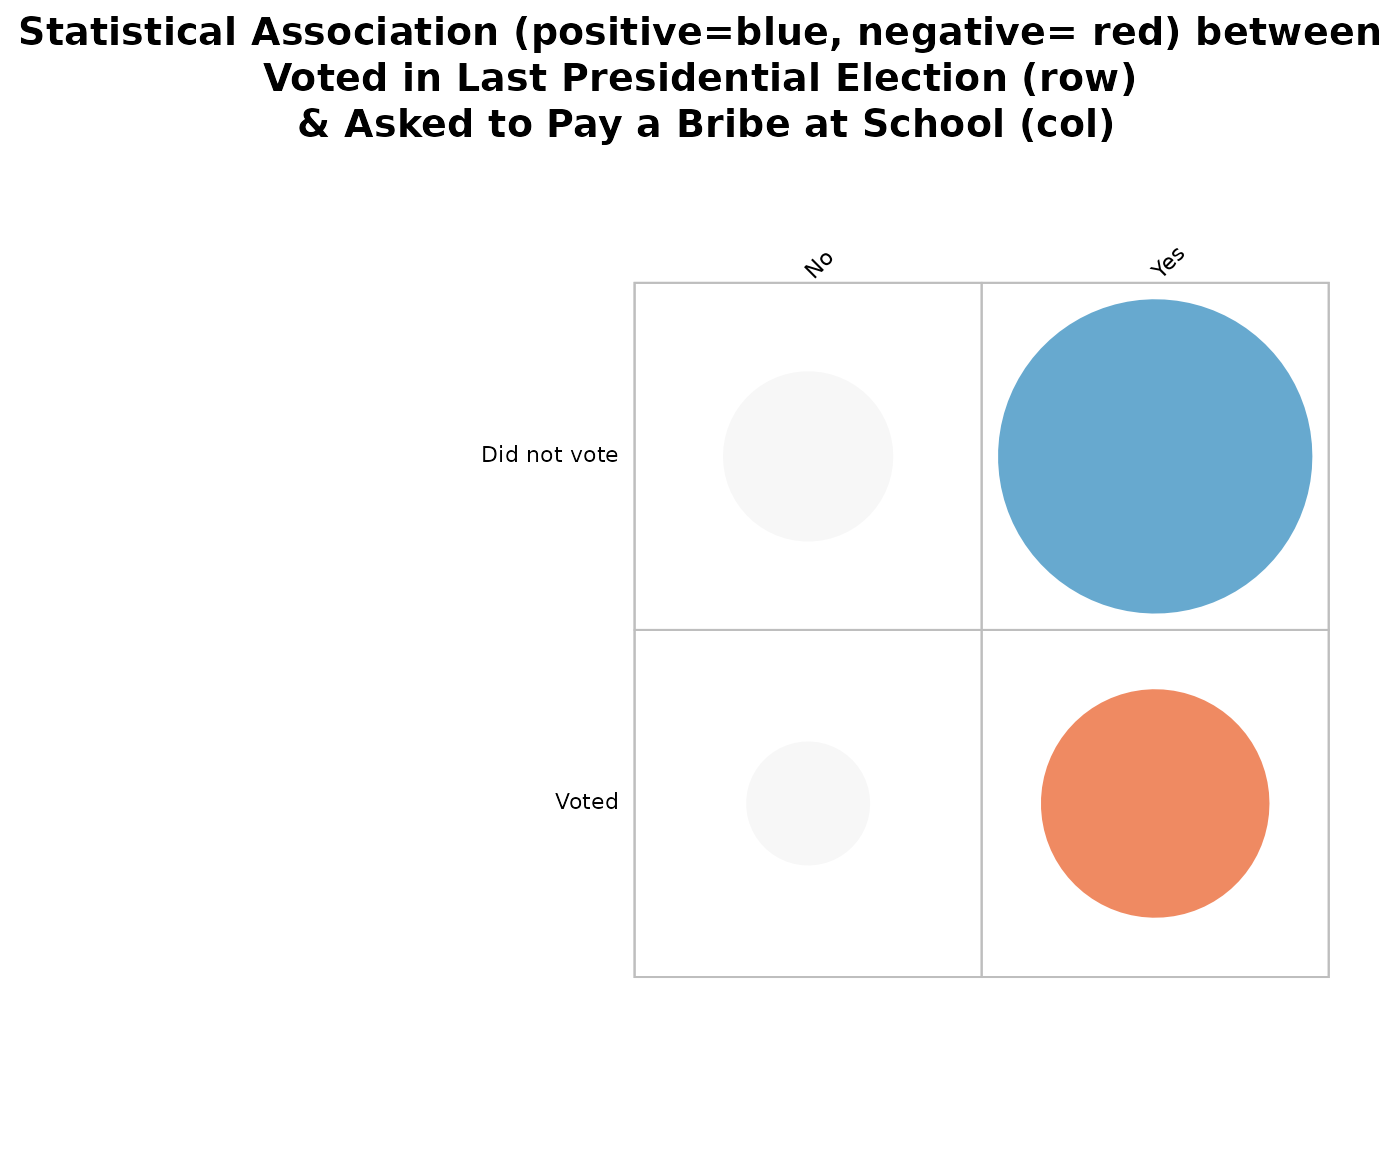 Statistical Association (positive=blue, negative= red) between
Voted in Last Presidential Election (row)
& Asked to Pay a Bribe at School (col)
No
Yes
Did not vote
Voted